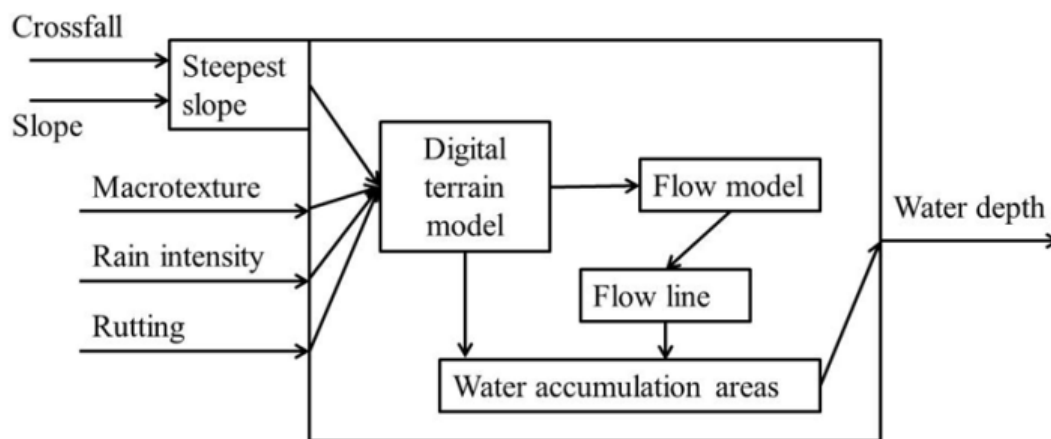 Crossfall
Steepest
slope
Slope
Macrotexture
Rain intensity
Rutting
Digital
terrain
model
Flow model
Flow line
Water accumulation areas
Water depth